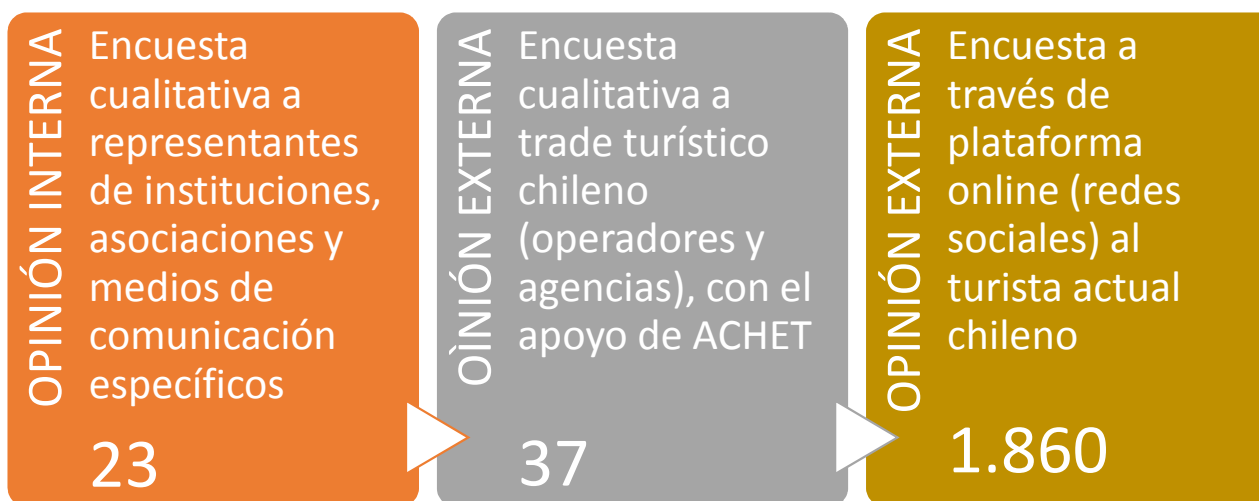 OPINIÓN INTERNA
Encuesta
cualitativa a
representantes
de instituciones,
asociaciones y
medios de
comunicación
específicos
23
OÌNIÓN EXTERNA
Encuesta
cualitativa a
trade turístico
chileno
(operadores y
agencias), con el
apoyo de ACHET
37
OPINIÓN EXTERNA
Encuesta a
través de
plataforma
online (redes
sociales) al
turista actual
chileno
1.860